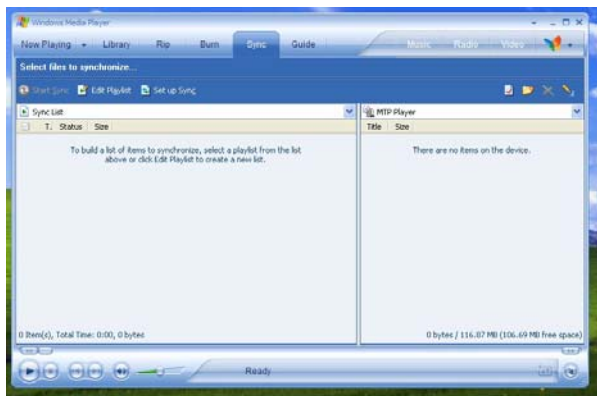 Windows Media Player
Now Playing Library Rip Burn Sync Guide Music Radio Video
Select files to synchronize...
Start Sync Edit Playlist Set up Sync
Sync List MTP Player
T. Status Size Title Size
To build a list of items to synchronize, select a playlist from the list
above or click Edit Playlist to create a new list.
There are no items on the device.
0 Item(s), Total Time: 0:00, 0 bytes 0 bytes / 116.87 MB (106.69 MB free space)
Ready